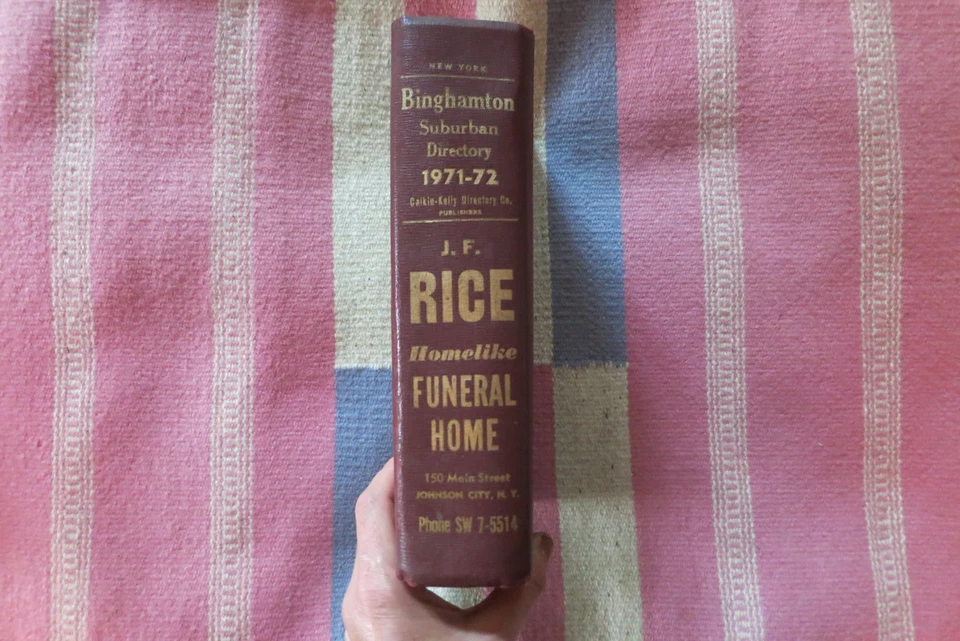 NEW YORK
Binghamton
Suburban
Directory
1971-72
Calkin-Kelly Directory Co.
PUBLISHERS
J. F.
RICE
Homelike
FUNERAL
HOME
150 Main Street
JOHNSON CITY, N. Y.
Phone SW 7-5514